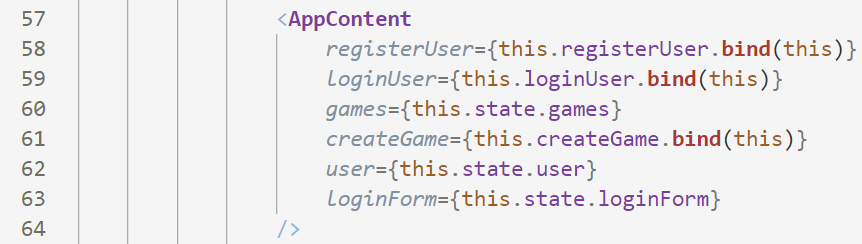 57 <AppContent
58 registerUser={this.registerUser.bind(this)}
59 loginUser={this.loginUser.bind(this)}
60 games={this.state.games}
61 createGame={this.createGame.bind(this)}
62 user={this.state.user}
63 loginForm={this.state.loginForm}
64 />